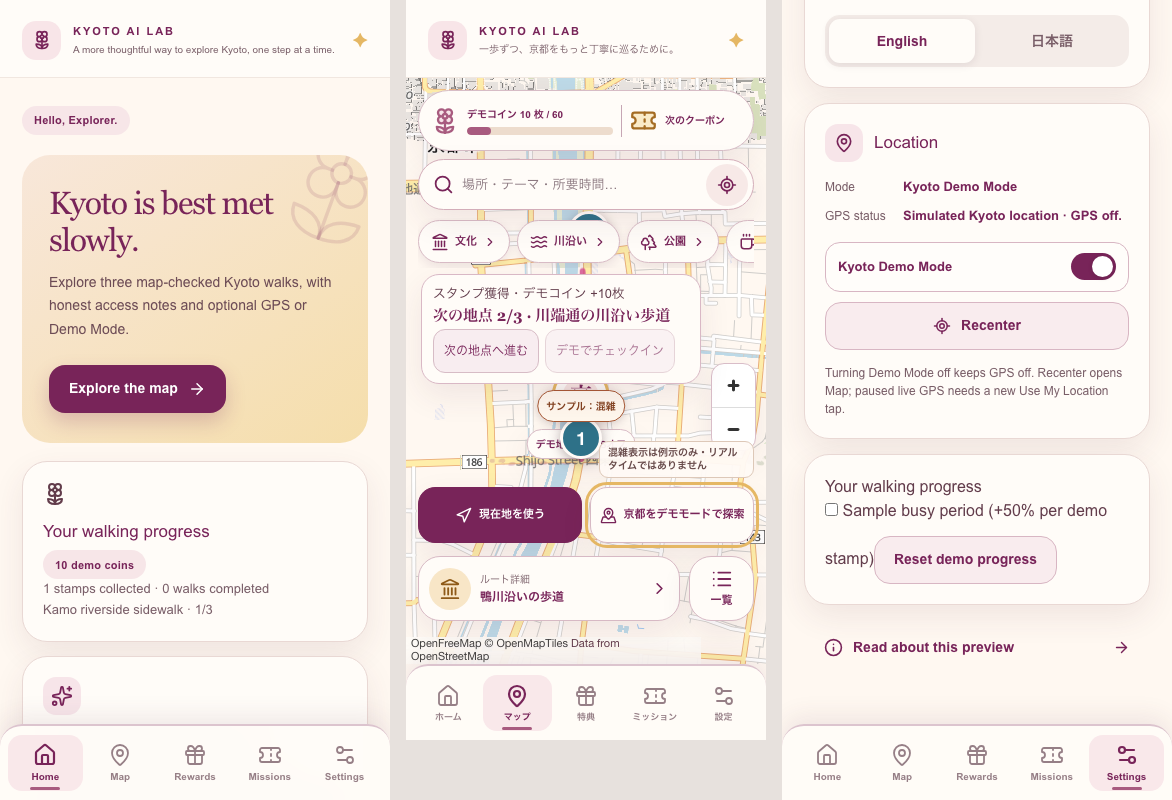 KYOTO AI LAB
A more thoughtful way to explore Kyoto, one step at a time.
Hello, Explorer.
Kyoto is best met
slowly.
Explore three map-checked Kyoto walks, with
honest access notes and optional GPS or
Demo Mode.
Explore the map
Your walking progress
10 demo coins
1 stamps collected · 0 walks completed
Kamo riverside sidewalk · 1/3
Home
Map
Rewards
Missions
Settings
KYOTO AI LAB
一歩ずつ、京都をもっと丁寧に巡るために。
デモコイン 10 枚 / 60
次のクーポン
場所・テーマ・所要時間…
文化
川沿い
公園
スタンプ獲得・デモコイン +10枚
次の地点 2/3 · 川端通の川沿い歩道
次の地点へ進む
デモでチェックイン
サンプル：混雑
1
混雑表示は例示のみ・リアル
タイムではありません
186
Shijo Street
現在地を使う
京都をデモモードで探索
ルート詳細
鴨川沿いの歩道
一覧
OpenFreeMap © OpenMapTiles Data from
OpenStreetMap
ホーム
マップ
特典
ミッション
設定
English
日本語
Location
Mode
Kyoto Demo Mode
GPS status
Simulated Kyoto location · GPS off.
Kyoto Demo Mode
Recenter
Turning Demo Mode off keeps GPS off. Recenter opens
Map; paused live GPS needs a new Use My Location
tap.
Your walking progress
Sample busy period (+50% per demo
stamp)
Reset demo progress
Read about this preview
Home
Map
Rewards
Missions
Settings